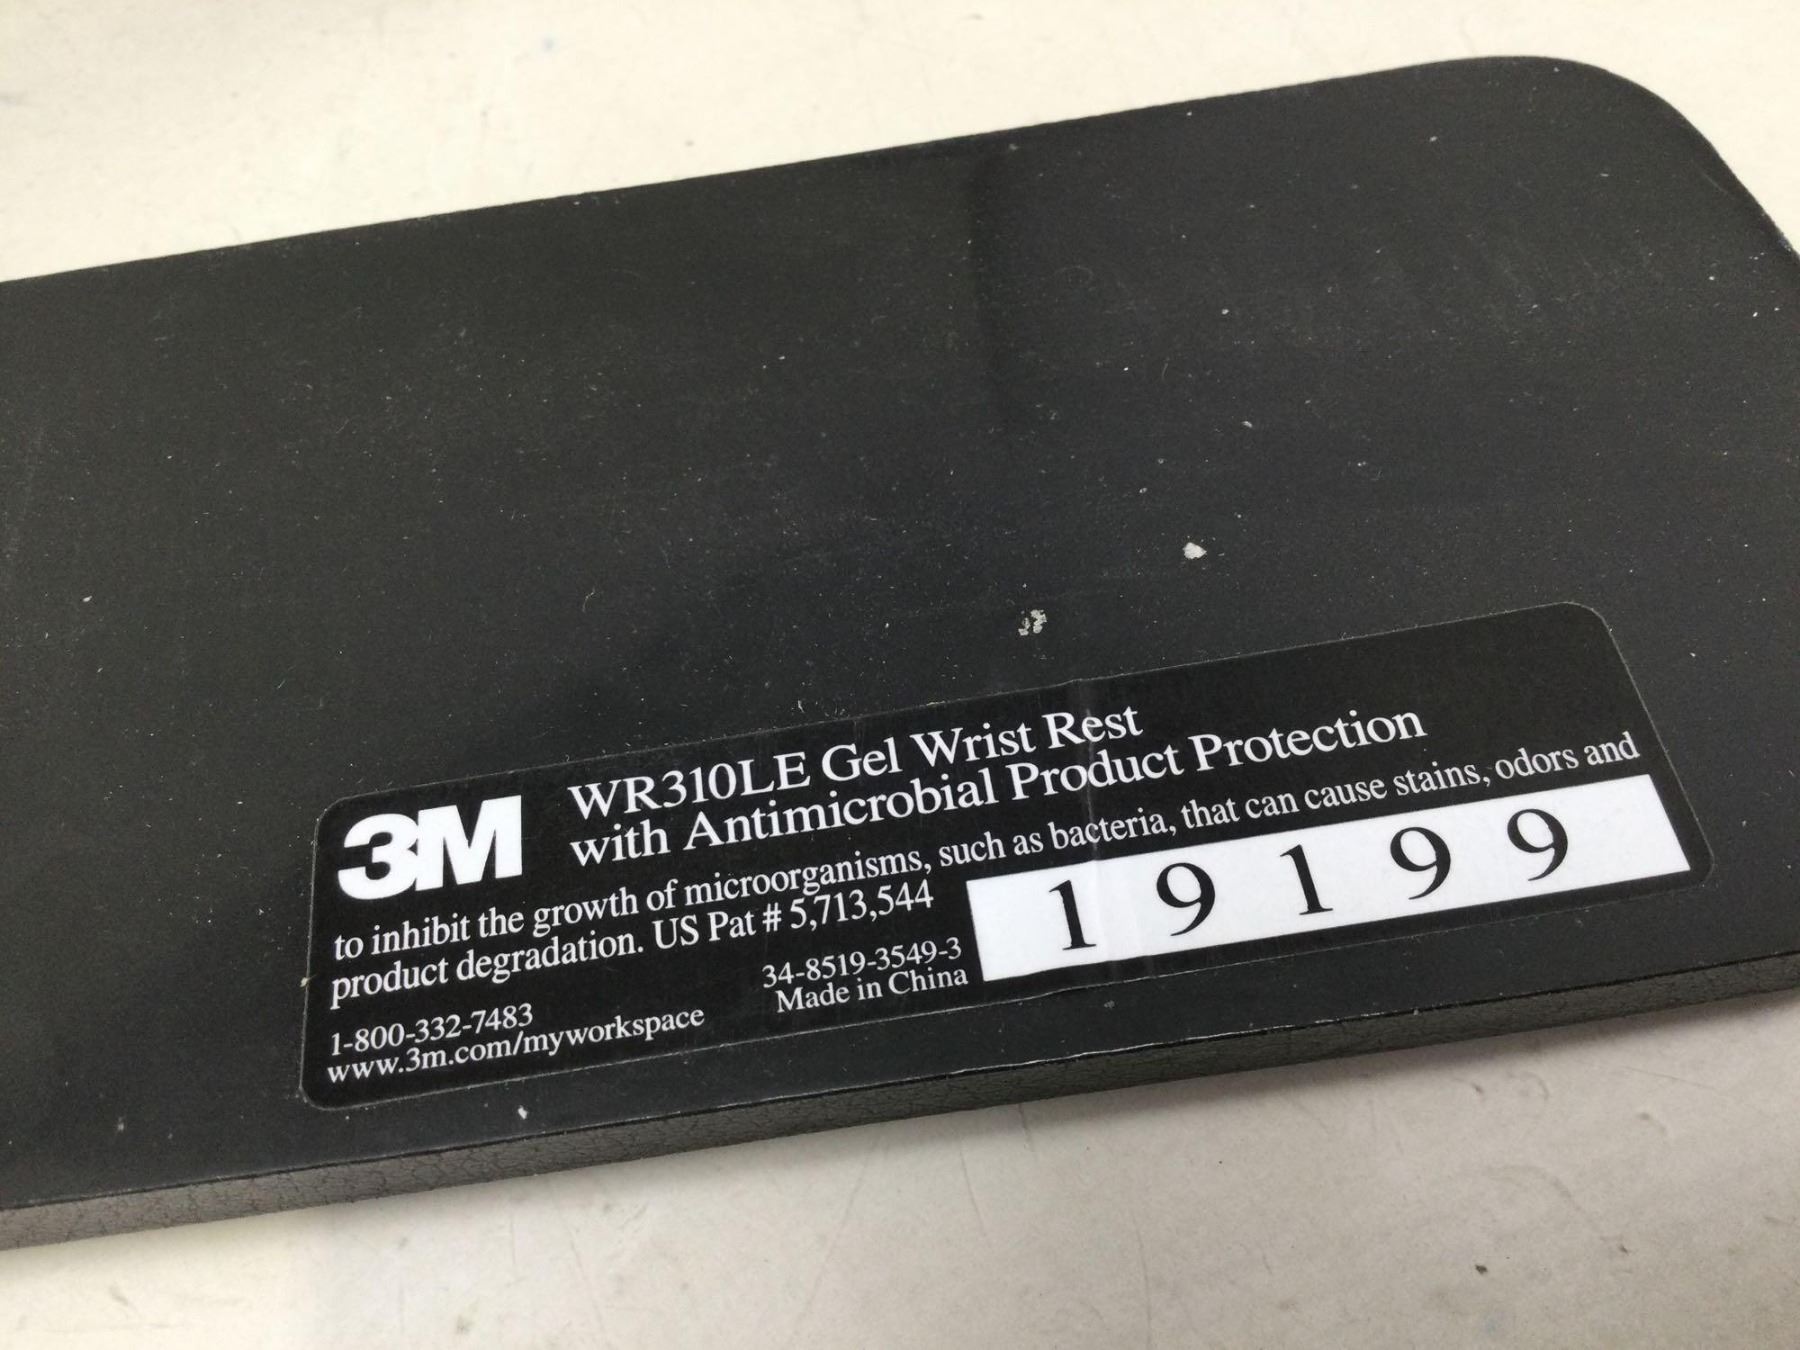 3M
WR310LE Gel Wrist Rest
with Antimicrobial Product Protection
to inhibit the growth of microorganisms, such as bacteria, that can cause stains, odors and
product degradation. US Pat # 5,713,544
19199
34-8519-3549-3
Made in China
1-800-332-7483
www.3m.com/myworkspace